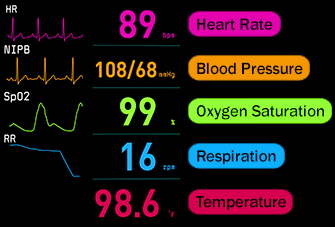 HR
89 bpm Heart Rate
NIPB
108/68 mmHg Blood Pressure
SpO2
99 % Oxygen Saturation
RR
16 rpm Respiration
98.6 °F Temperature